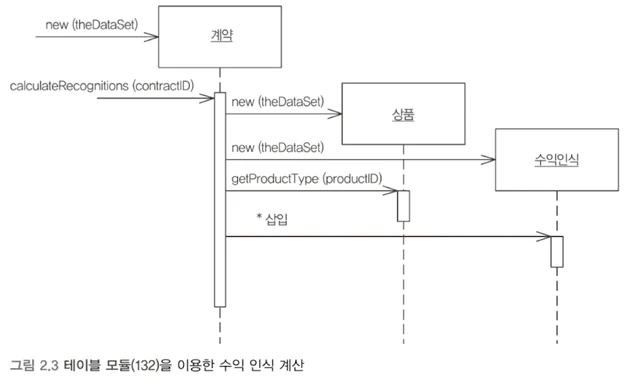 new (theDataSet)
계약
calculateRecognitions (contractID)
new (theDataSet)
상품
new (theDataSet)
수익인식
getProductType (productID)
* 삽입
그림 2.3 테이블 모듈(132)을 이용한 수익 인식 계산